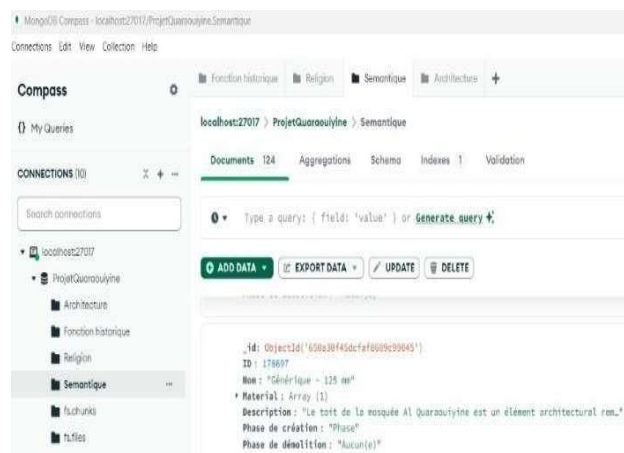 MongoDB Compass - localhost:27017/ProjetQuaraouiyine.Semantique
Connections Edit View Collection Help
Compass
{} My Queries
CONNECTIONS (10)
Search connections
localhost:27017
ProjetQuaraouiyine
Architecture
Fonction historique
Religion
Semantique
fs.chunks
fs.files
Fonction historique
Religion
Semantique
Architecture
localhost:27017 > ProjetQuaraouiyine > Semantique
Documents 124
Aggregations
Schema
Indexes 1
Validation
Type a query: { field: 'value' } or Generate query
ADD DATA
EXPORT DATA
UPDATE
DELETE
_id: ObjectId(
ID : 178697
Nom : "Générique - 125 mm"
Material : Array (1)
Description : "Le toit de la mosquée Al Quaraouiyine est un élément architectural rem…"
Phase de création : "Phase"
Phase de démolition : "Aucun(e)"